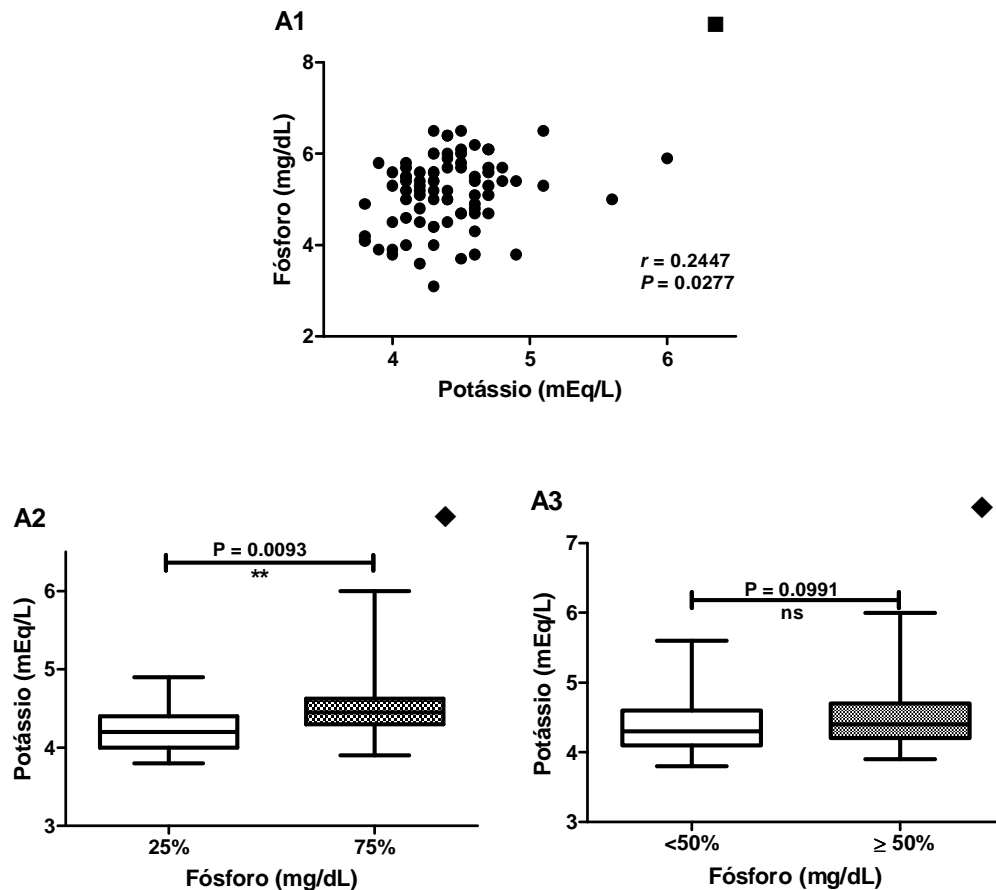 A1
8
6
4
2
Fósforo (mg/dL)
r = 0.2447
P = 0.0277
4 5 6
Potássio (mEq/L)
A2
P = 0.0093
**
6
5
4
3
Potássio (mEq/L)
25% 75%
Fósforo (mg/dL)
A3
P = 0.0991
ns
7
6
5
4
3
Potássio (mEq/L)
<50% ≥ 50%
Fósforo (mg/dL)